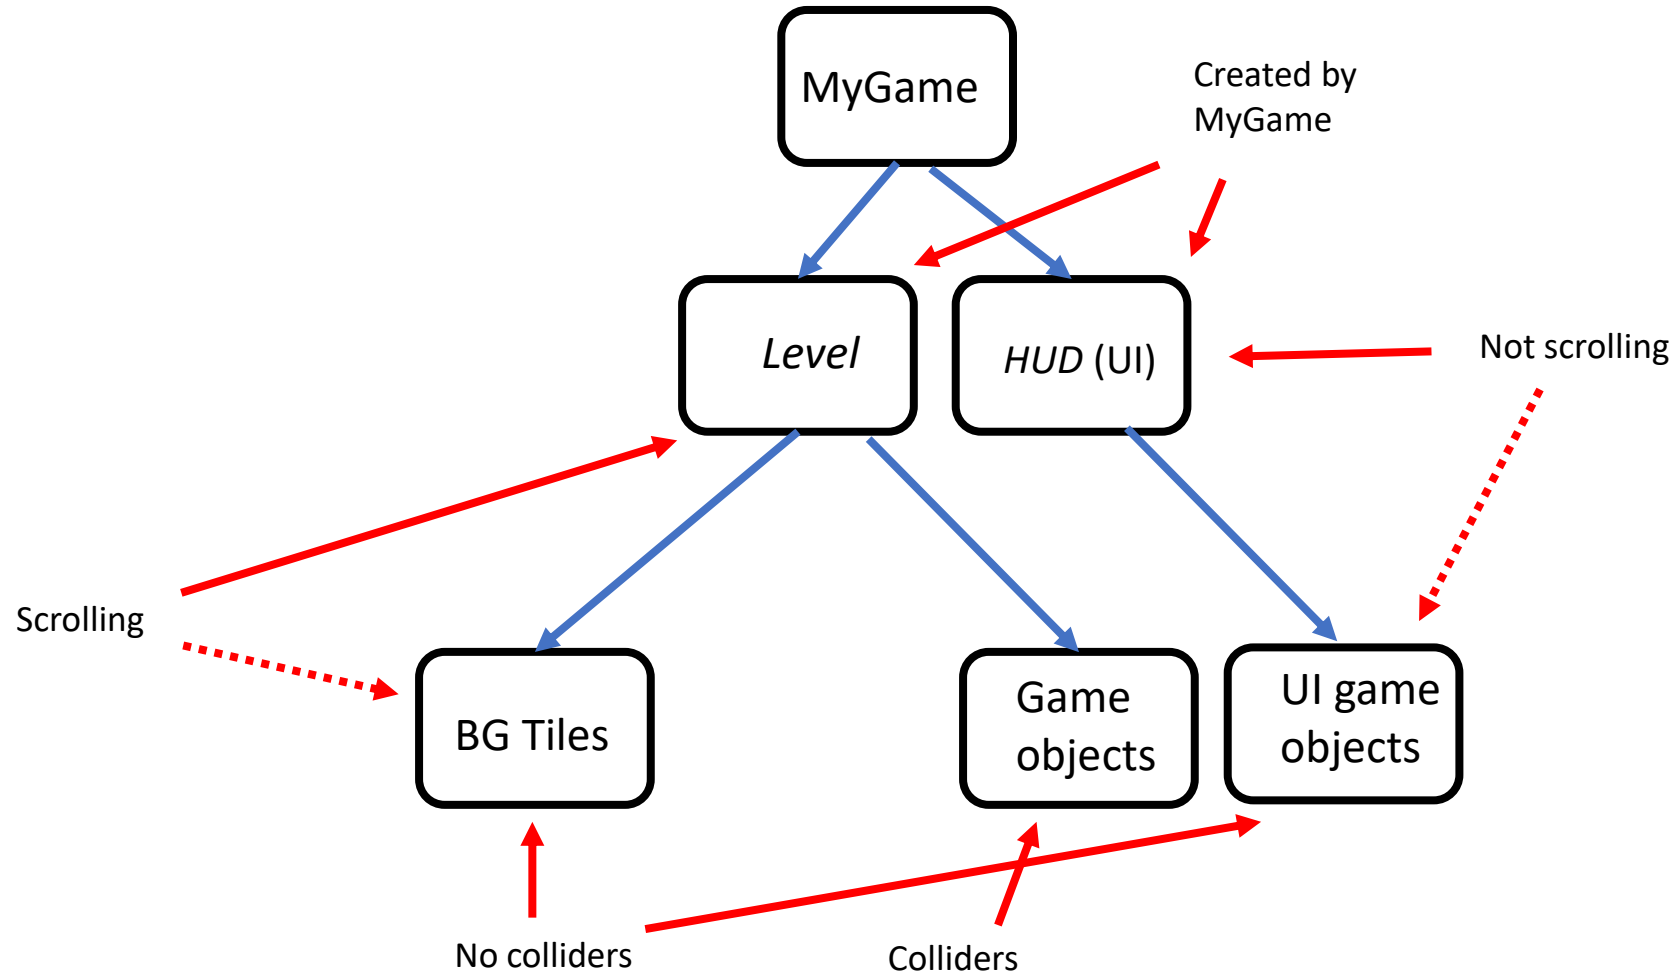 MyGame
Created by
MyGame
Level
HUD (UI)
Not scrolling
Scrolling
BG Tiles
Game
objects
UI game
objects
No colliders
Colliders